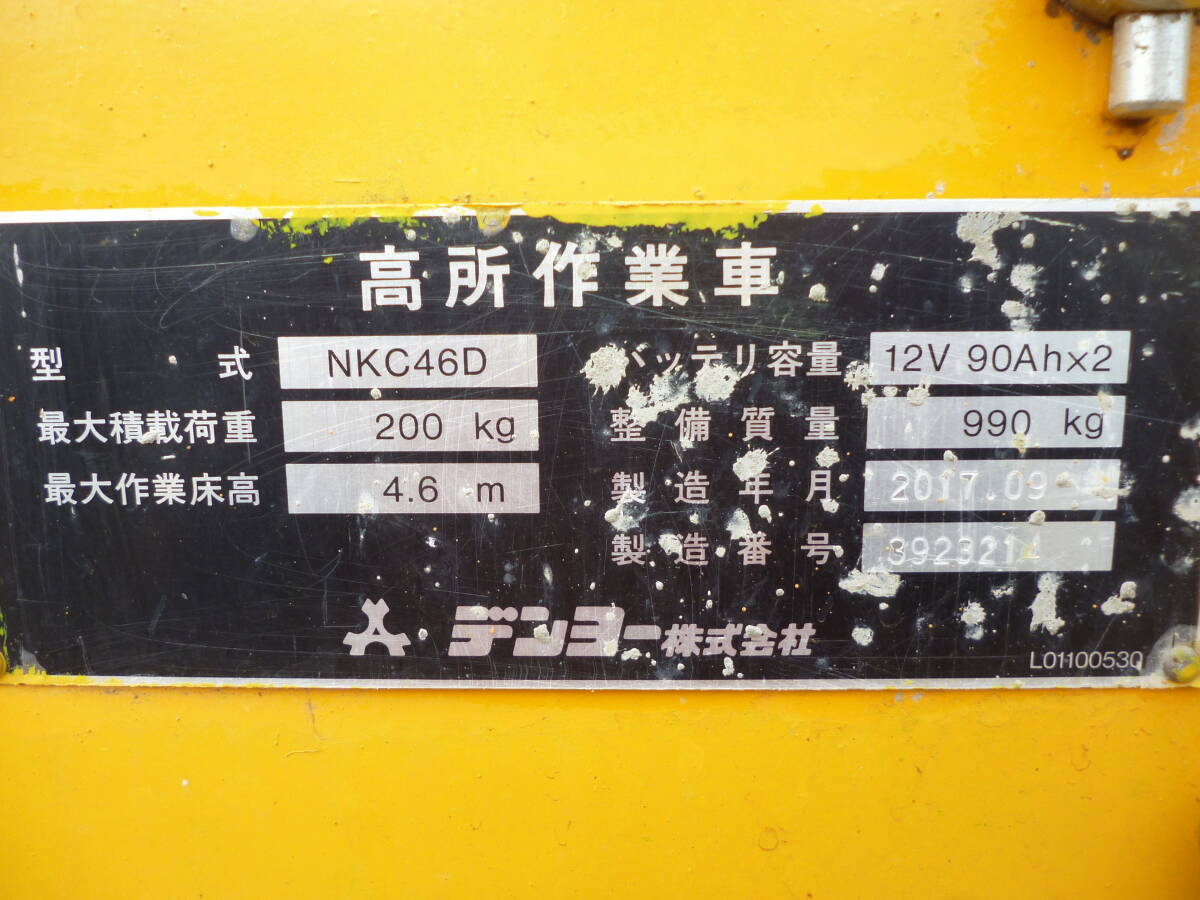 高所作業車
型式 NKC46D
最大積載荷重 200 kg
最大作業床高 4.6 m
バッテリ容量 12V 90Ah×2
整備質量 990 kg
製造年月 2017.09
製造番号
デンヨー株式会社
L01100530